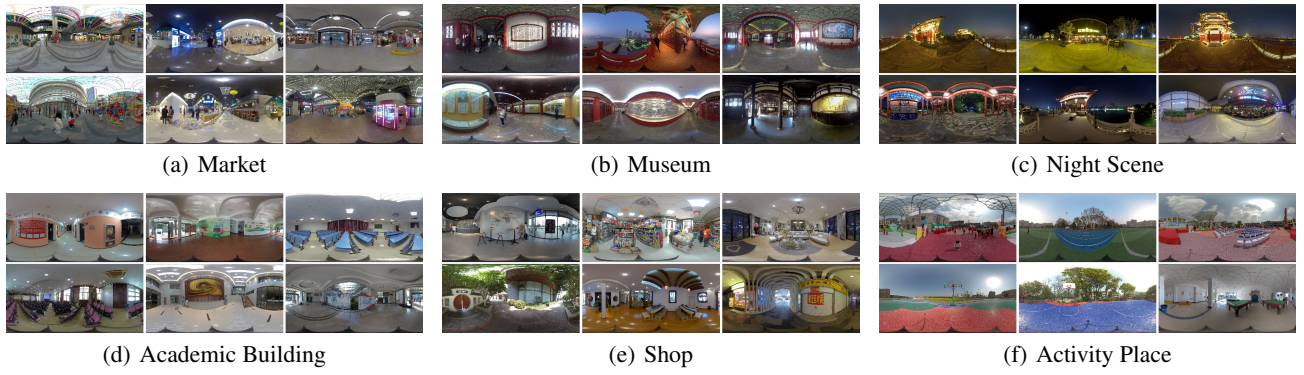 (a) Market
(b) Museum
(c) Night Scene
(d) Academic Building
(e) Shop
(f) Activity Place